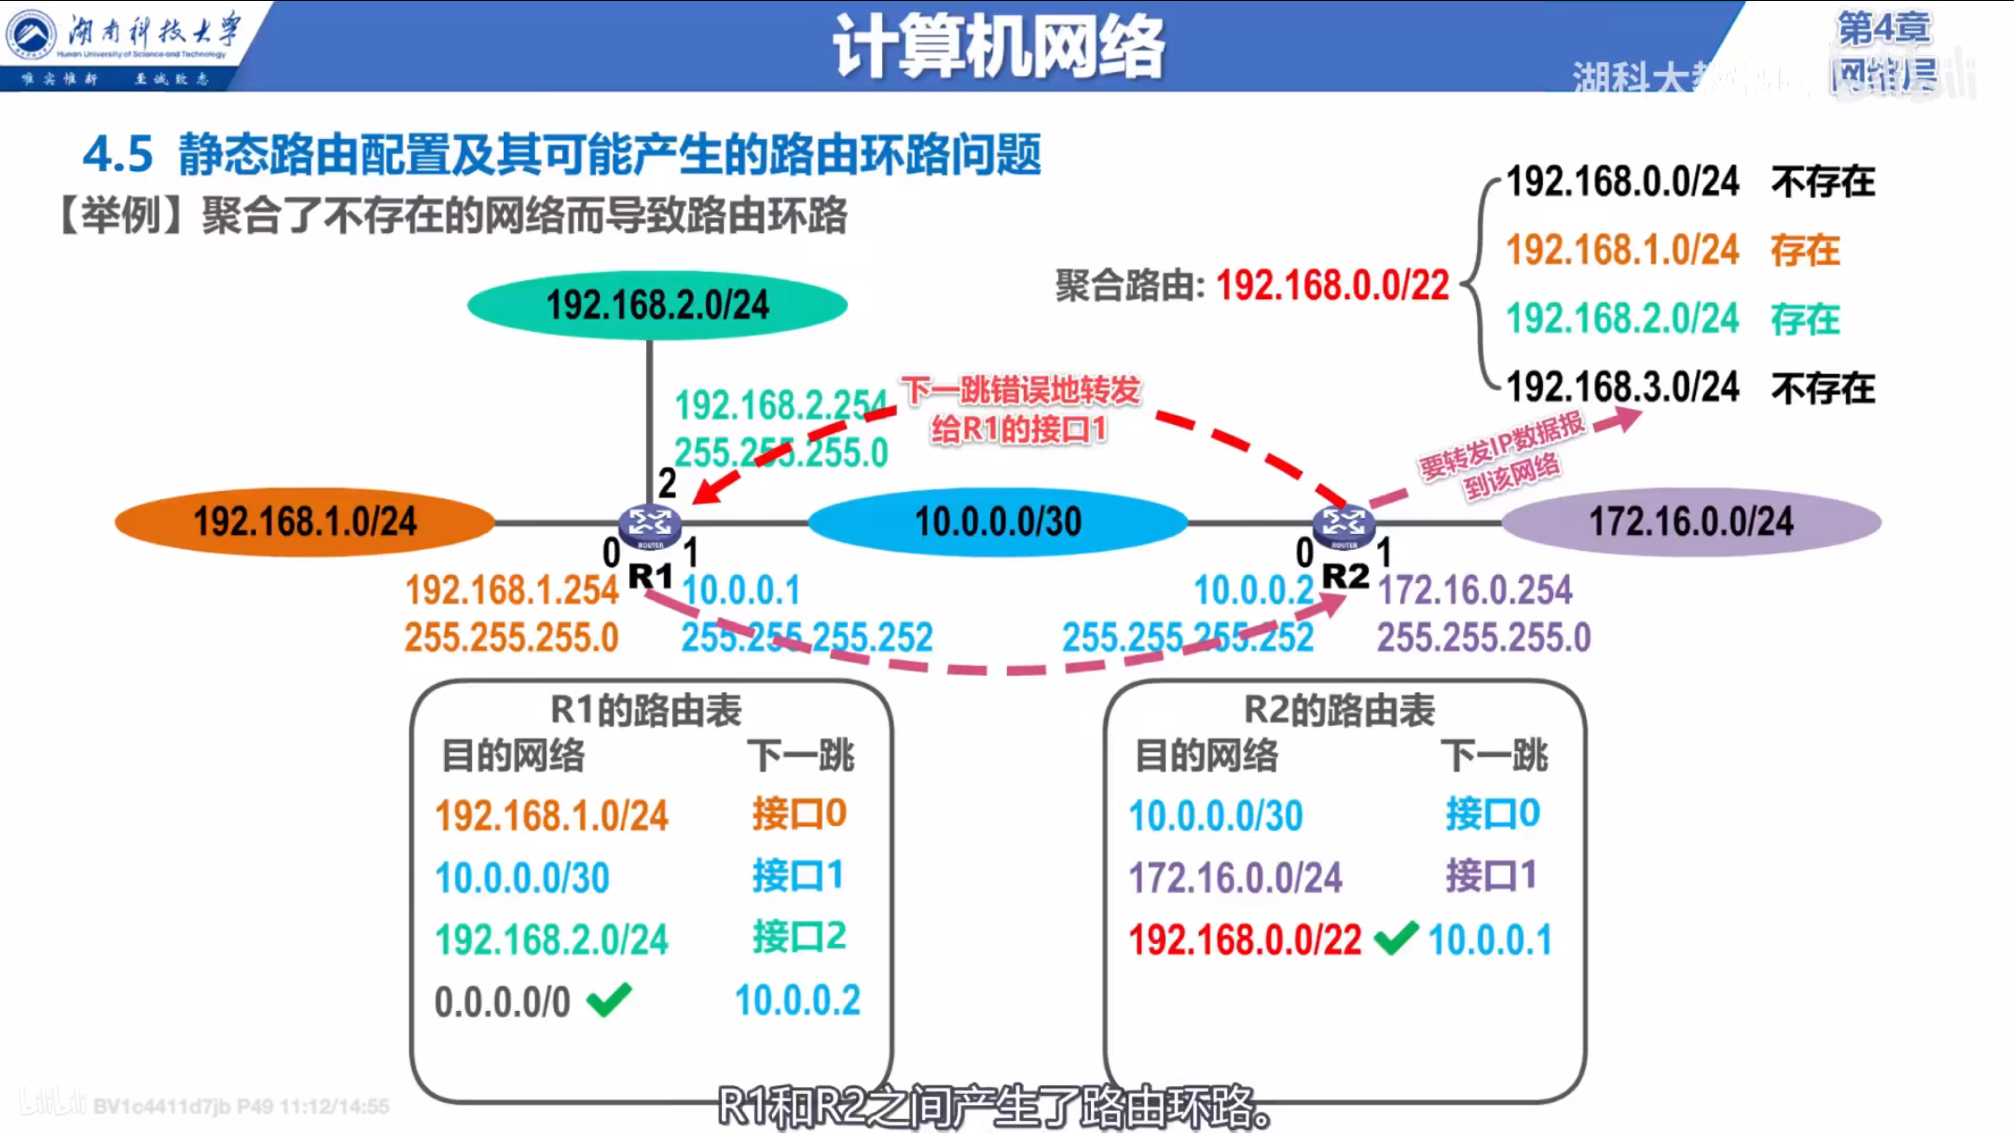 湖南科技大学
Hunan University of Science and Technology
唯实惟新 至诚致志
计算机网络
第4章
网络层
湖科大教
4.5 静态路由配置及其可能产生的路由环路问题
【举例】聚合了不存在的网络而导致路由环路
聚合路由: 192.168.0.0/22
192.168.0.0/24 不存在
192.168.1.0/24 存在
192.168.2.0/24 存在
192.168.3.0/24 不存在
192.168.2.0/24
192.168.2.254
255.255.255.0
下一跳错误地转发
给R1的接口1
要转发IP数据报
到该网络
192.168.1.0/24
2
ROUTER
0
1
R1
10.0.0.0/30
ROUTER
0
1
R2
172.16.0.0/24
192.168.1.254
255.255.255.0
10.0.0.1
255.255.255.252
10.0.0.2
255.255.255.252
172.16.0.254
255.255.255.0
R1的路由表
目的网络 下一跳
192.168.1.0/24 接口0
10.0.0.0/30 接口1
192.168.2.0/24 接口2
0.0.0.0/0 10.0.0.2
R2的路由表
目的网络 下一跳
10.0.0.0/30 接口0
172.16.0.0/24 接口1
192.168.0.0/22 10.0.0.1
R1和R2之间产生了路由环路。
bilibili BV1c4411d7jb P49 11:12/14:55